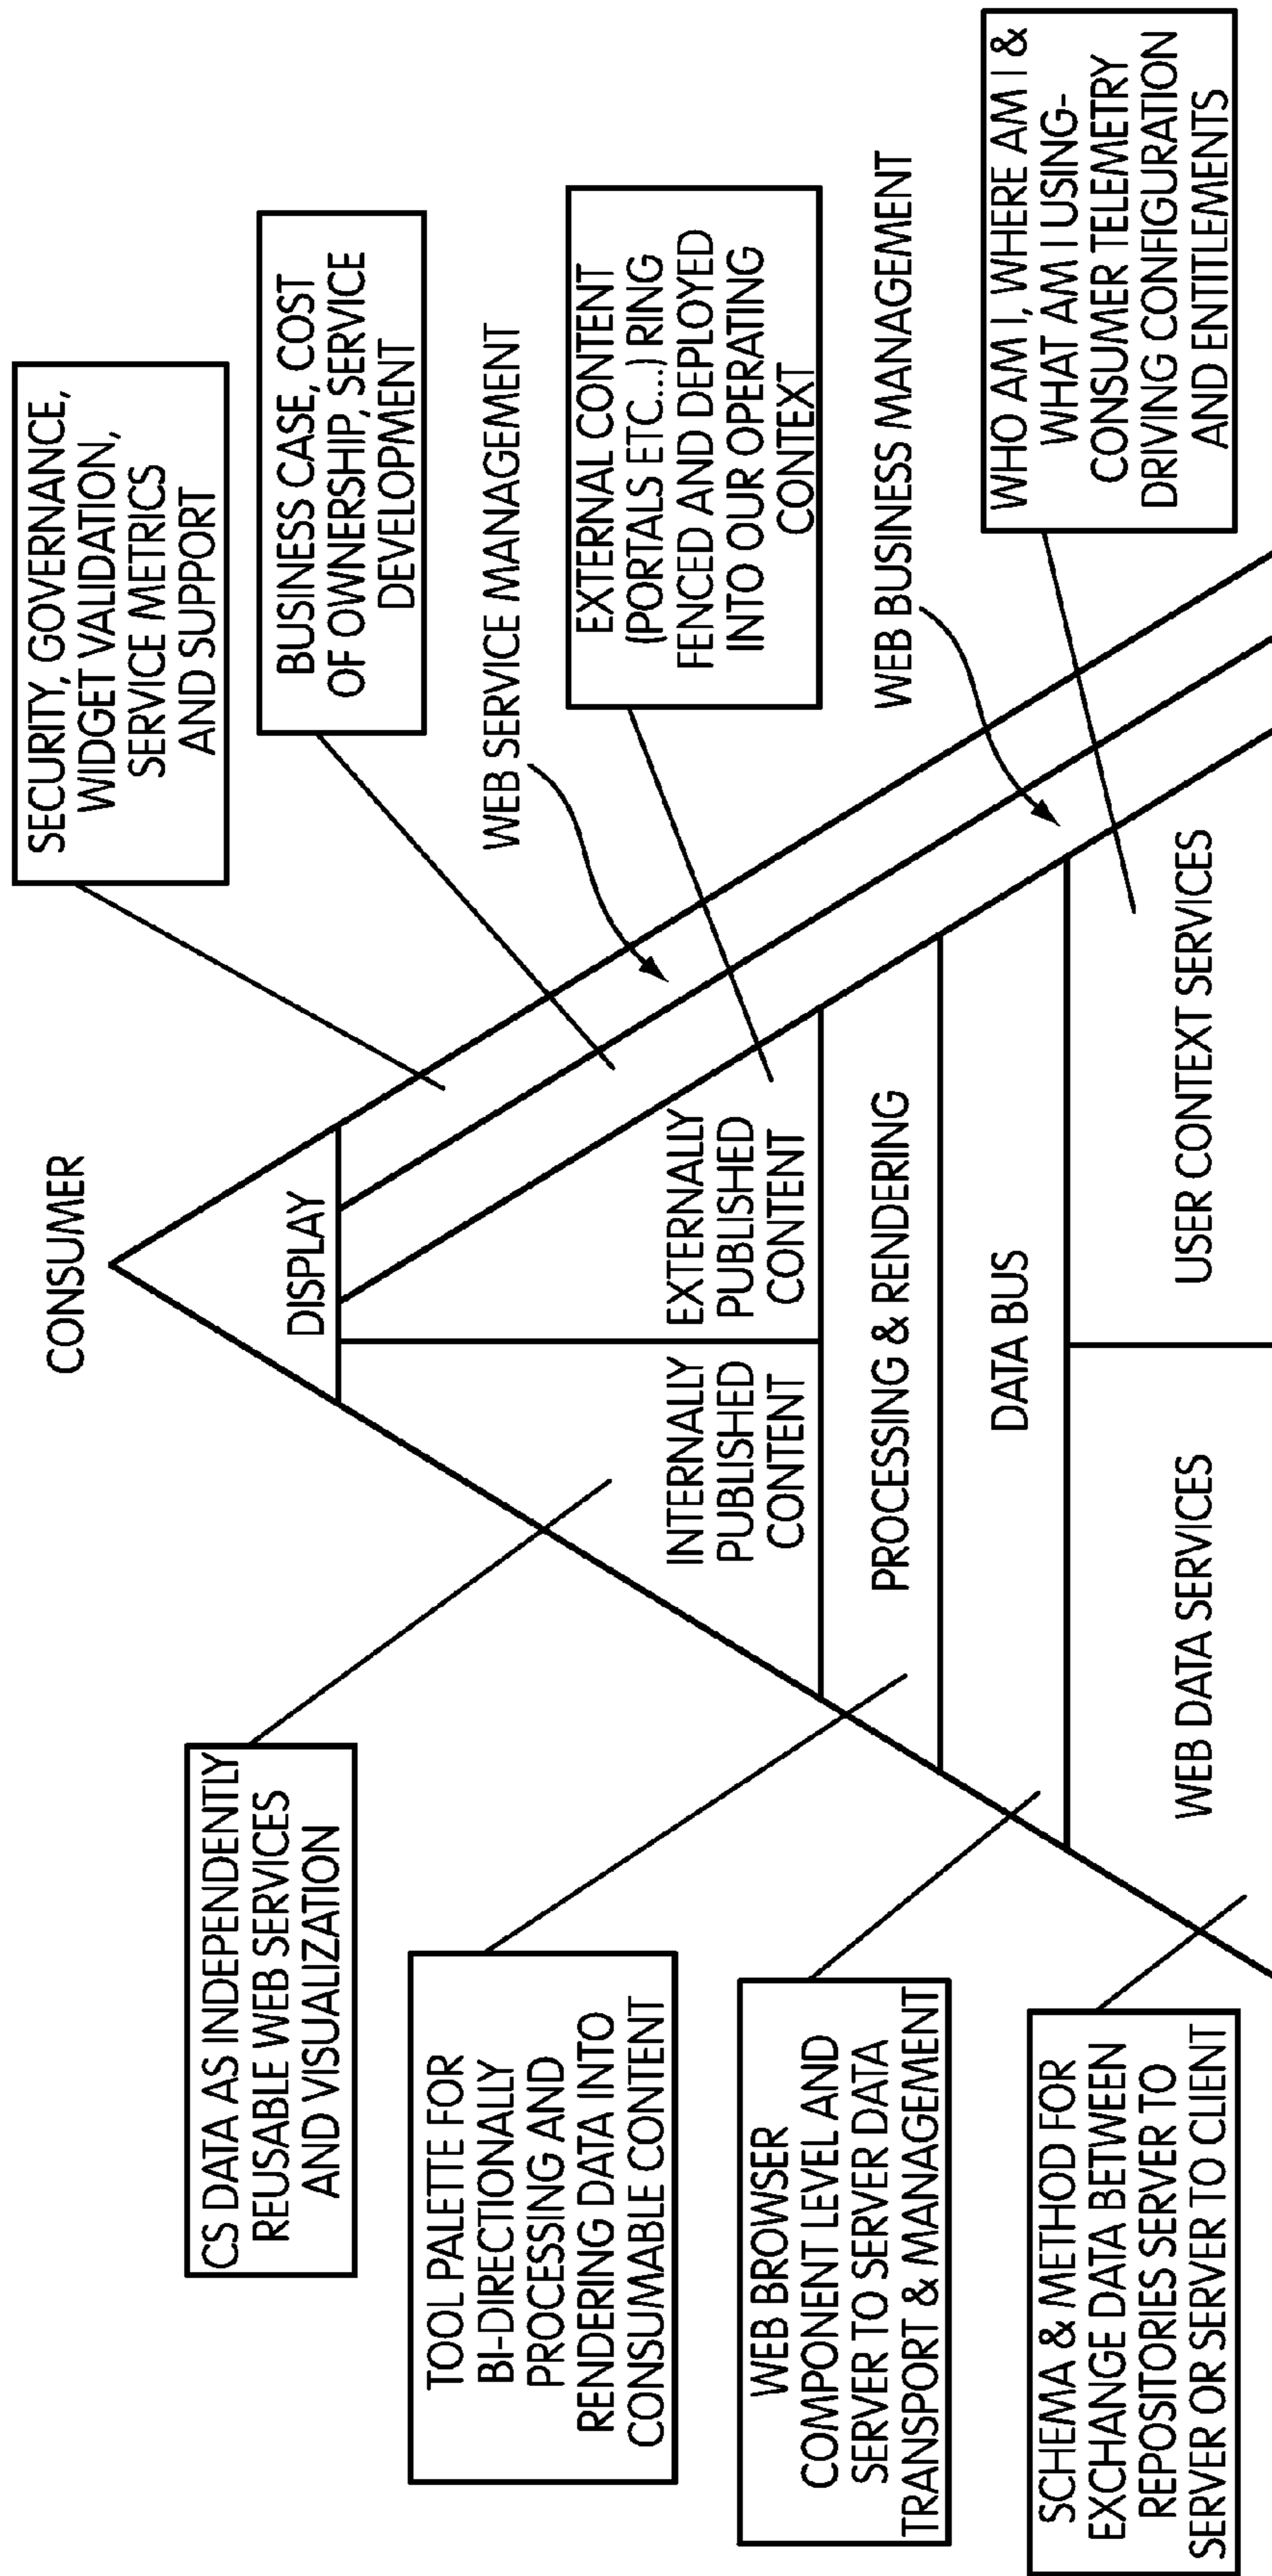 CONSUMER
DISPLAY
CS DATA AS INDEPENDENTLY
REUSABLE WEB SERVICES
AND VISUALIZATION
TOOL PALETTE FOR
BI-DIRECTIONALLY
PROCESSING AND
RENDERING DATA INTO
CONSUMABLE CONTENT
WEB BROWSER
COMPONENT LEVEL AND
SERVER TO SERVER DATA
TRANSPORT & MANAGEMENT
SCHEMA & METHOD FOR
EXCHANGE DATA BETWEEN
REPOSITORIES SERVER TO
SERVER OR SERVER TO CLIENT
INTERNALLY
PUBLISHED
CONTENT
EXTERNALLY
PUBLISHED
CONTENT
PROCESSING & RENDERING
DATA BUS
WEB DATA SERVICES
USER CONTEXT SERVICES
SECURITY, GOVERNANCE,
WIDGET VALIDATION,
SERVICE METRICS
AND SUPPORT
BUSINESS CASE, COST
OF OWNERSHIP, SERVICE
DEVELOPMENT
WEB SERVICE MANAGEMENT
EXTERNAL CONTENT
(PORTALS ETC...) RING
FENCED AND DEPLOYED
INTO OUR OPERATING
CONTEXT
WEB BUSINESS MANAGEMENT
WHO AM I, WHERE AM I &
WHAT AM I USING-
CONSUMER TELEMETRY
DRIVING CONFIGURATION
AND ENTITLEMENTS